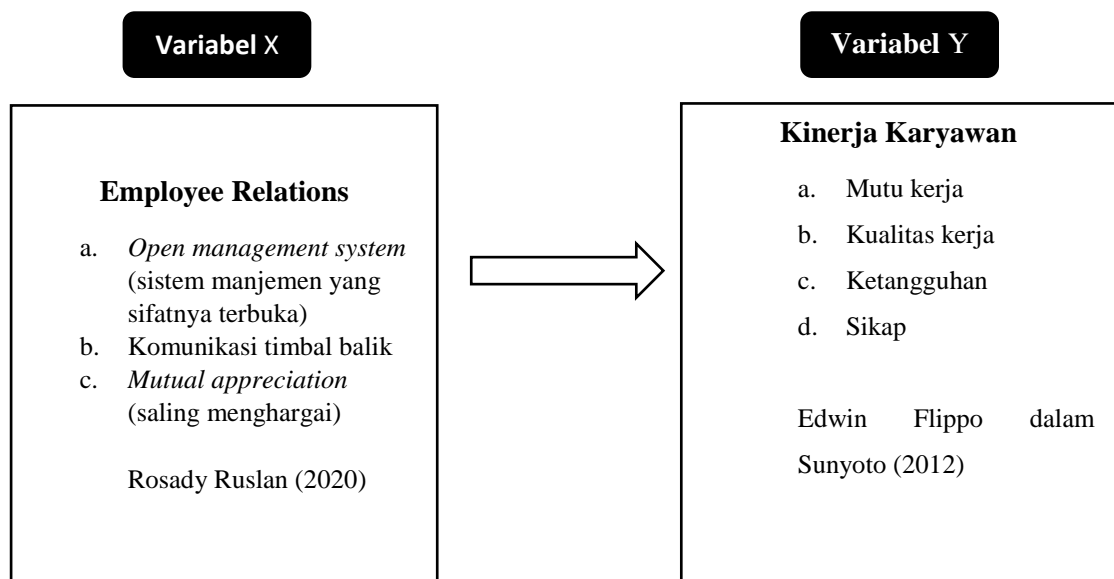 Variabel X
Employee Relations
a. Open management system
(sistem manjemen yang
sifatnya terbuka)
b. Komunikasi timbal balik
c. Mutual appreciation
(saling menghargai)
Rosady Ruslan (2020)
Variabel Y
Kinerja Karyawan
a. Mutu kerja
b. Kualitas kerja
c. Ketangguhan
d. Sikap
Edwin Flippo dalam
Sunyoto (2012)